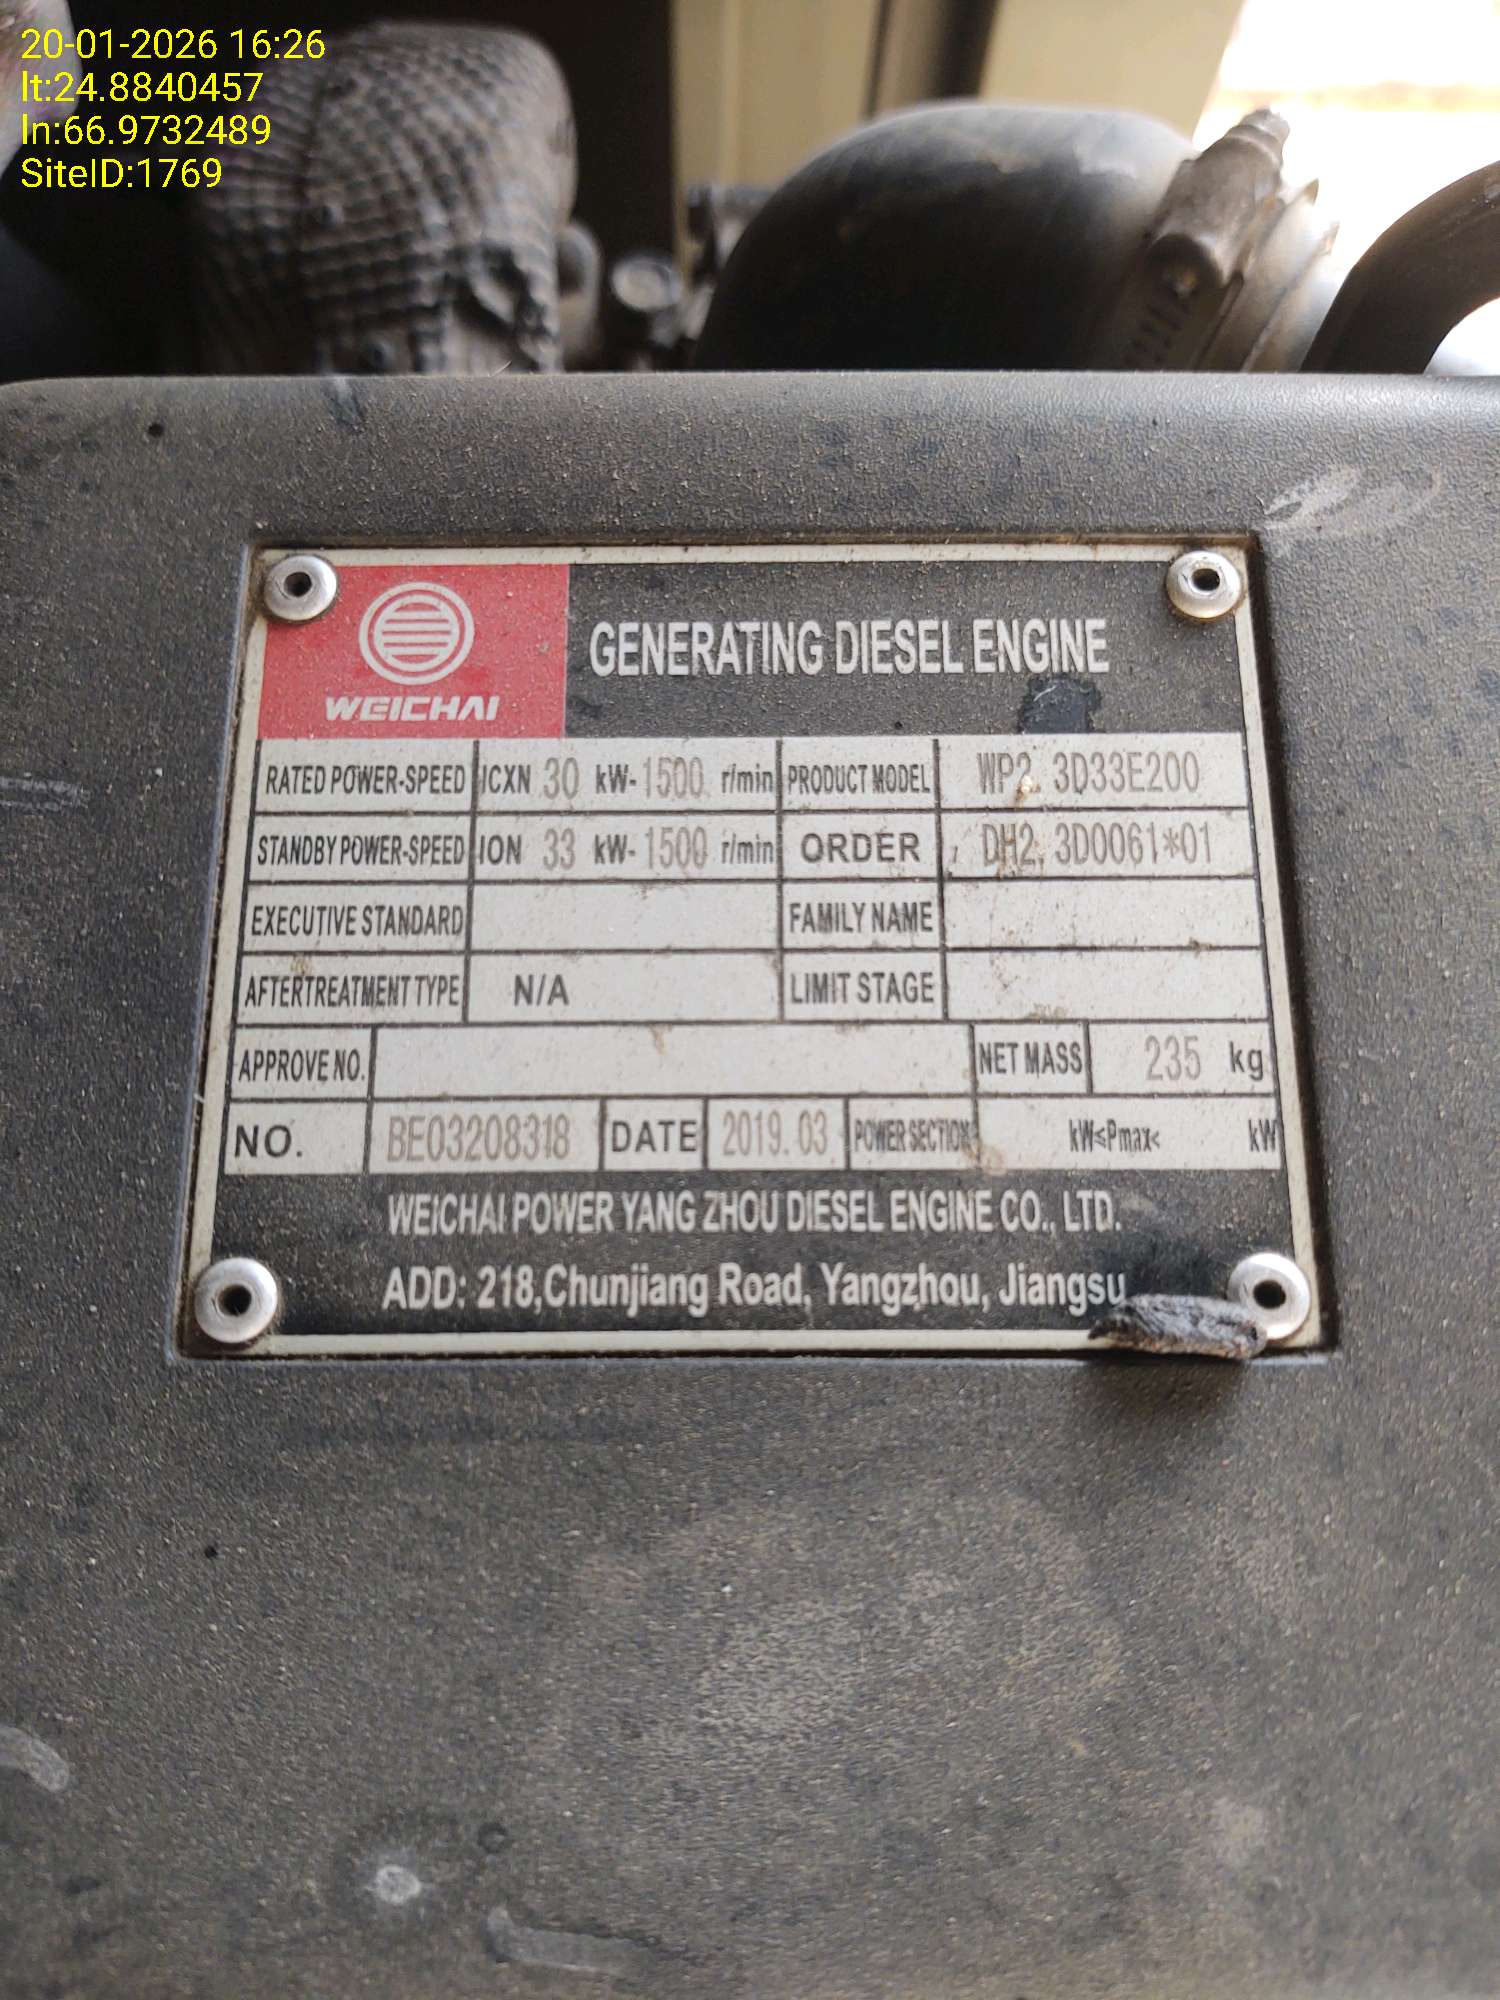 20-01-2026 16:26
lt:24.8840457
ln:66.9732489
SiteID:1769
WEICHAI
GENERATING DIESEL ENGINE
RATED POWER-SPEED ICXN 30 kW-1500 r/min PRODUCT MODEL WP2.3D33E200
STANDBY POWER-SPEED ION 33 kW-1500 r/min ORDER DH2.3D0061*01
EXECUTIVE STANDARD FAMILY NAME
AFTERTREATMENT TYPE N/A LIMIT STAGE
APPROVE NO. NET MASS 235 kg
NO. BE03208318 DATE 2019.03 POWER SECTION kW≤Pmax< kW
WEICHAI POWER YANG ZHOU DIESEL ENGINE CO., LTD.
ADD: 218,Chunjiang Road, Yangzhou, Jiangsu